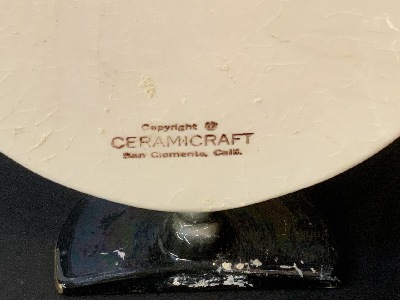 Copyright ©
CERAMICRAFT
San Clemente, Calif.